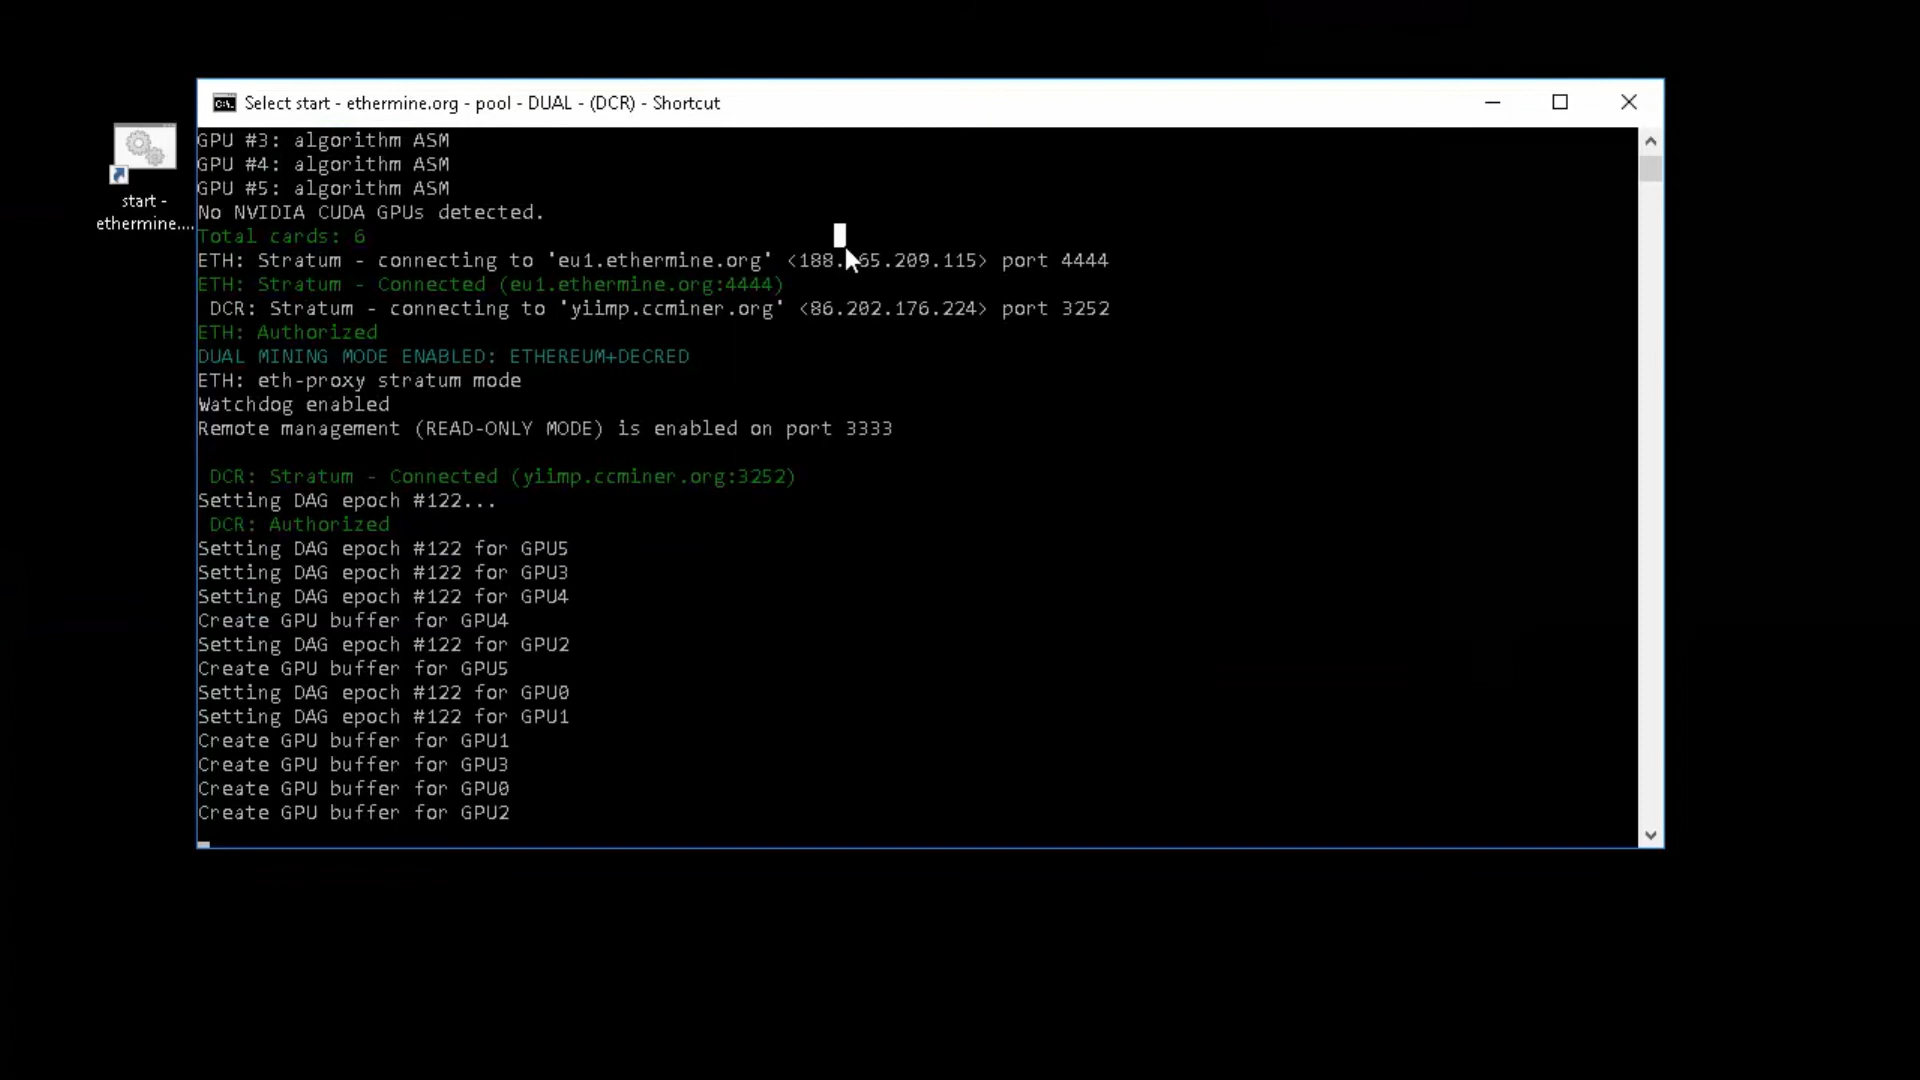 Select start - ethermine.org - pool - DUAL - (DCR) - Shortcut
start -
ethermine....
GPU #3: algorithm ASM
GPU #4: algorithm ASM
GPU #5: algorithm ASM
No NVIDIA CUDA GPUs detected.
Total cards: 6
ETH: Stratum - connecting to 'eu1.ethermine.org' port 4444
ETH: Stratum - Connected (eu1.ethermine.org:4444)
DCR: Stratum - connecting to 'yiimp.ccminer.org' <86.202.176.224> port 3252
ETH: Authorized
DUAL MINING MODE ENABLED: ETHEREUM+DECRED
ETH: eth-proxy stratum mode
Watchdog enabled
Remote management (READ-ONLY MODE) is enabled on port 3333
DCR: Stratum - Connected (yiimp.ccminer.org:3252)
Setting DAG epoch #122...
DCR: Authorized
Setting DAG epoch #122 for GPU5
Setting DAG epoch #122 for GPU3
Setting DAG epoch #122 for GPU4
Create GPU buffer for GPU4
Setting DAG epoch #122 for GPU2
Create GPU buffer for GPU5
Setting DAG epoch #122 for GPU0
Setting DAG epoch #122 for GPU1
Create GPU buffer for GPU1
Create GPU buffer for GPU3
Create GPU buffer for GPU0
Create GPU buffer for GPU2